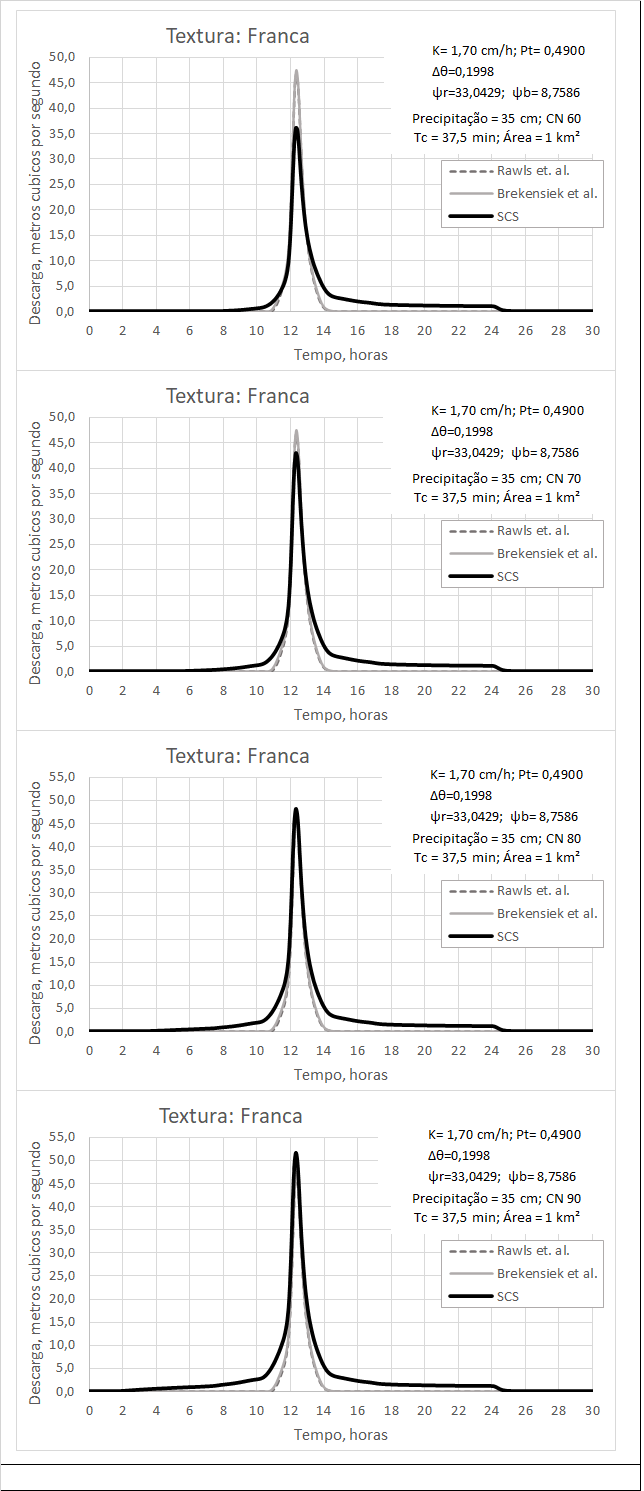 Textura: Franca
K= 1,70 cm/h; Pt= 0,4900
Δθ=0,1998
ψr=33,0429; ψb= 8,7586
Precipitação = 35 cm; CN 60
Tc = 37,5 min; Área = 1 km²
Rawls et. al.
Brekensiek et al.
SCS
Descarga, metros cubicos por segundo
50,0
45,0
40,0
35,0
30,0
25,0
20,0
15,0
10,0
5,0
0,0
0 2 4 6 8 10 12 14 16 18 20 22 24 26 28 30
Tempo, horas
Textura: Franca
K= 1,70 cm/h; Pt= 0,4900
Δθ=0,1998
ψr=33,0429; ψb= 8,7586
Precipitação = 35 cm; CN 70
Tc = 37,5 min; Área = 1 km²
Rawls et. al.
Brekensiek et al.
SCS
Descarga, metros cubicos por segundo
50,0
45,0
40,0
35,0
30,0
25,0
20,0
15,0
10,0
5,0
0,0
0 2 4 6 8 10 12 14 16 18 20 22 24 26 28 30
Tempo, horas
Textura: Franca
K= 1,70 cm/h; Pt= 0,4900
Δθ=0,1998
ψr=33,0429; ψb= 8,7586
Precipitação = 35 cm; CN 80
Tc = 37,5 min; Área = 1 km²
Rawls et. al.
Brekensiek et al.
SCS
Descarga, metros cubicos por segundo
55,0
50,0
45,0
40,0
35,0
30,0
25,0
20,0
15,0
10,0
5,0
0,0
0 2 4 6 8 10 12 14 16 18 20 22 24 26 28 30
Tempo, horas
Textura: Franca
K= 1,70 cm/h; Pt= 0,4900
Δθ=0,1998
ψr=33,0429; ψb= 8,7586
Precipitação = 35 cm; CN 90
Tc = 37,5 min; Área = 1 km²
Rawls et. al.
Brekensiek et al.
SCS
Descarga, metros cubicos por segundo
55,0
50,0
45,0
40,0
35,0
30,0
25,0
20,0
15,0
10,0
5,0
0,0
0 2 4 6 8 10 12 14 16 18 20 22 24 26 28 30
Tempo, horas